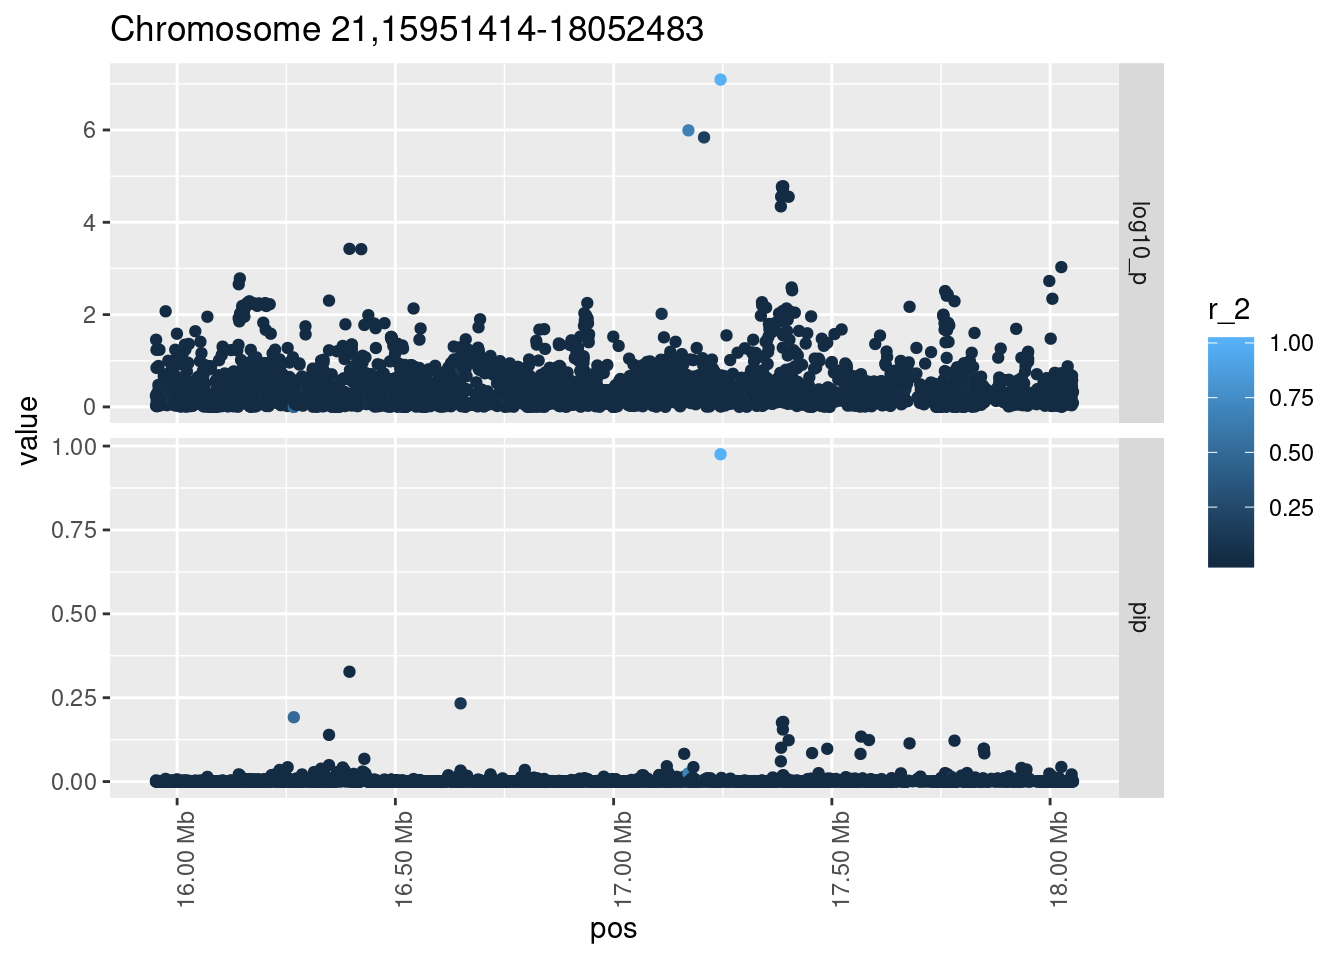 Chromosome 21,15951414-18052483
value
6
4
2
0
log10_p
1.00
0.75
0.50
0.25
0.00
pip
16.00 Mb
16.50 Mb
17.00 Mb
17.50 Mb
18.00 Mb
pos
r_2
1.00
0.75
0.50
0.25